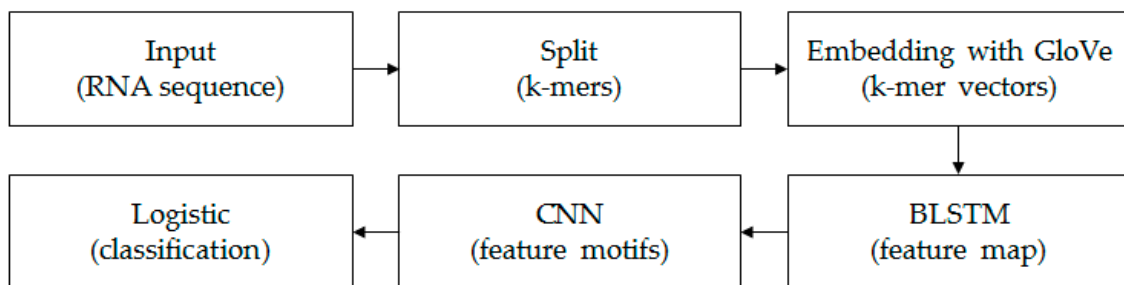 Input
(RNA sequence)
Split
(k-mers)
Embedding with GloVe
(k-mer vectors)
Logistic
(classification)
CNN
(feature motifs)
BLSTM
(feature map)